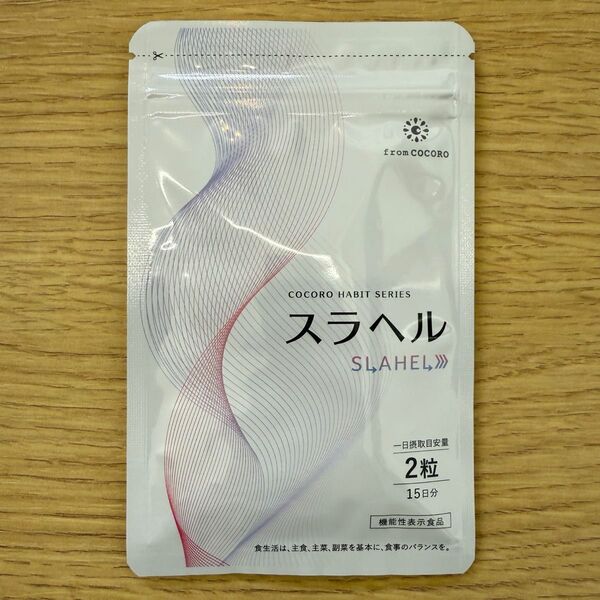 from COCORO
COCORO HABIT SERIES
スラヘル
SLAHEL
一日摂取目安量
2粒
15日分
機能性表示食品
食生活は、主食、主菜、副菜を基本に、食事のバランスを。